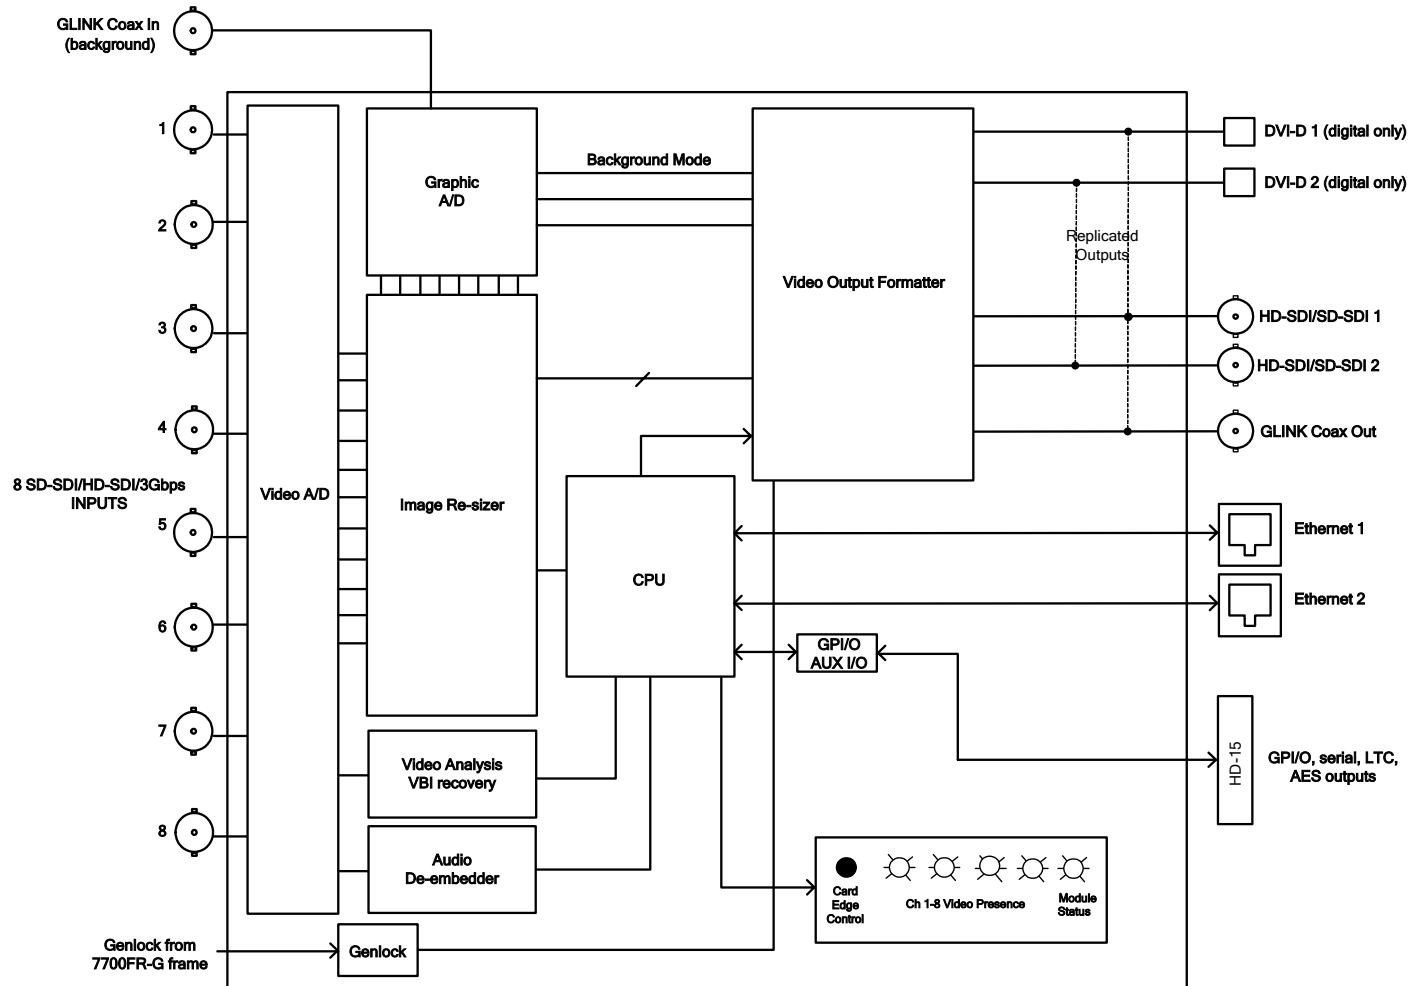 GLINK Coax In
(background)
1
2
3
4
8 SD-SDI/HD-SDI/3Gbps
INPUTS
5
6
7
8
Genlock from
7700FR-G frame
Video A/D
Graphic
A/D
Background Mode
Image Re-sizer
Video Analysis
VBI recovery
Audio
De-embedder
Genlock
CPU
Video Output Formatter
GPI/O
AUX I/O
Card
Edge
Control
Ch 1-8 Video Presence
Module
Status
Replicated
Outputs
DVI-D 1 (digital only)
DVI-D 2 (digital only)
HD-SDI/SD-SDI 1
HD-SDI/SD-SDI 2
GLINK Coax Out
Ethernet 1
Ethernet 2
HD-15
GPI/O, serial, LTC,
AES outputs